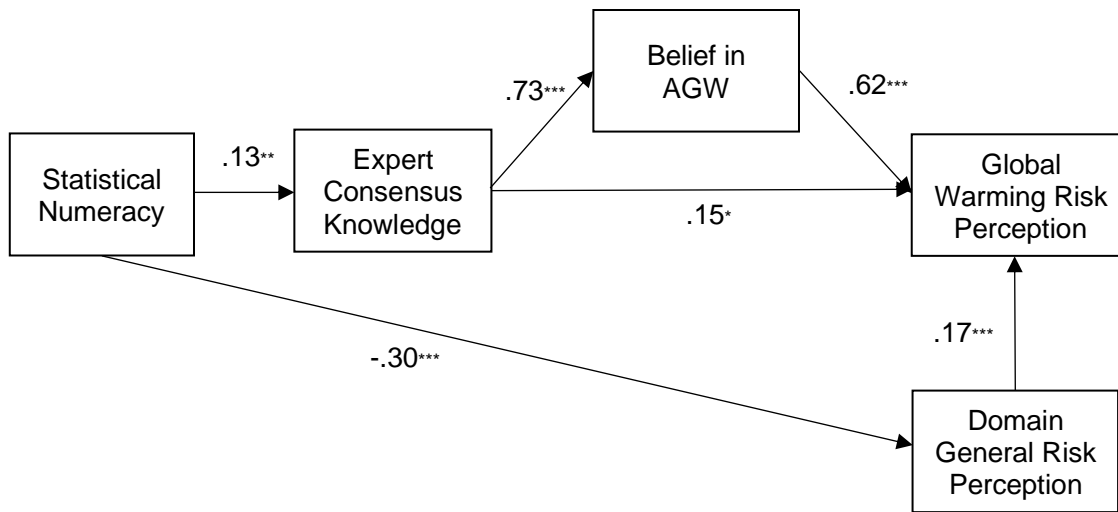 Belief in
AGW
.73***
.62***
Statistical
Numeracy
.13**
Expert
Consensus
Knowledge
.15*
Global
Warming Risk
Perception
-.30***
.17***
Domain
General Risk
Perception